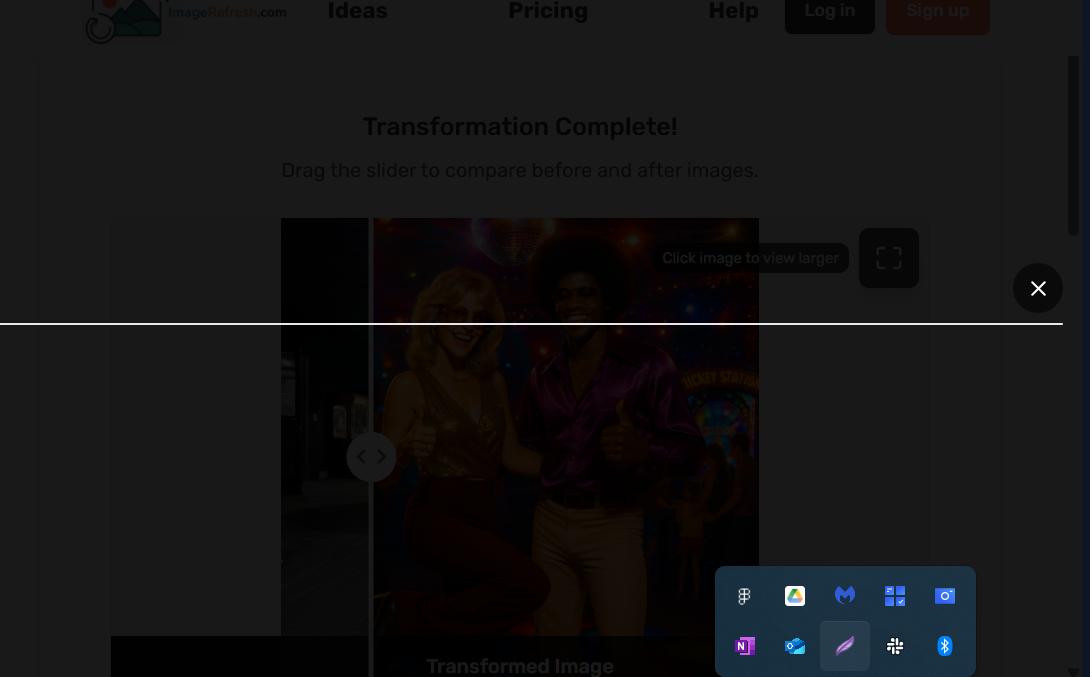 ImageRefresh.com
Ideas
Pricing
Help
Log in
Sign up
Transformation Complete!
Drag the slider to compare before and after images.
Click image to view larger
Transformed Image